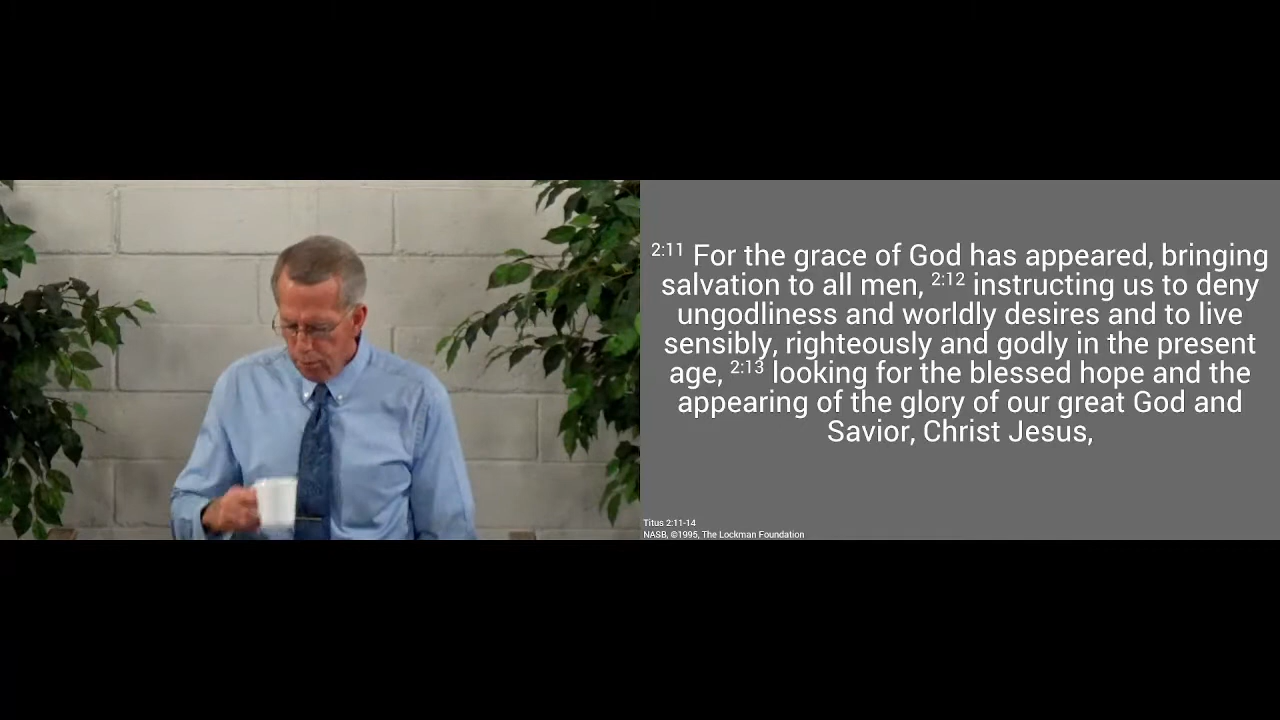 2:11 For the grace of God has appeared, bringing
salvation to all men, 2:12 instructing us to deny
ungodliness and worldly desires and to live
sensibly, righteously and godly in the present
age, 2:13 looking for the blessed hope and the
appearing of the glory of our great God and
Savior, Christ Jesus,
Titus 2:11-14
NASB, ©1995, The Lockman Foundation